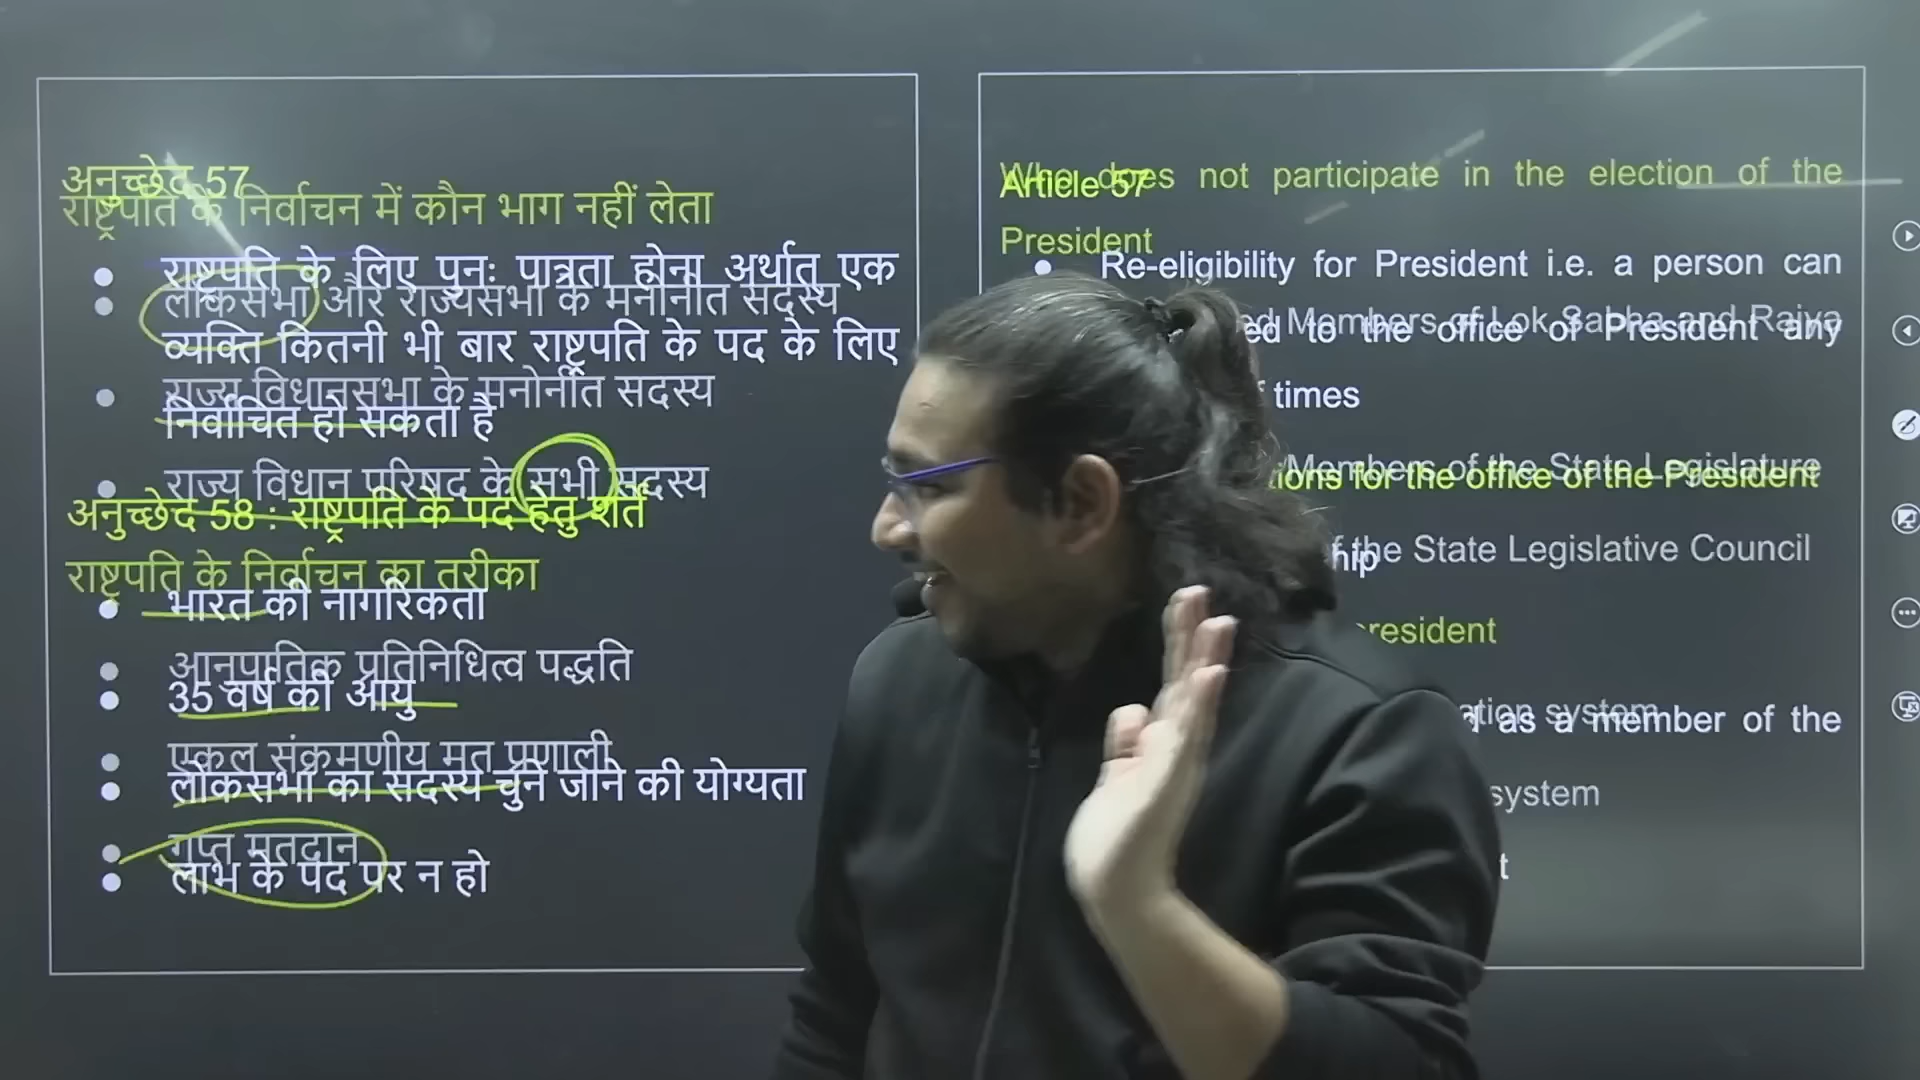 अनुच्छेद 57
राष्ट्रपति के निर्वाचन में कौन भाग नहीं लेता
राष्ट्रपति के लिए पुनः पात्रता होना अर्थात् एक
लोकसभा और राज्यसभा के मनोनीत सदस्य
व्यक्ति कितनी भी बार राष्ट्रपति के पद के लिए
राज्य विधानसभा के मनोनीत सदस्य
निर्वाचित हो सकता है
राज्य विधान परिषद के सभी सदस्य
अनुच्छेद 58 : राष्ट्रपति के पद हेतु शर्त
राष्ट्रपति के निर्वाचन का तरीका
भारत की नागरिकता
आनुपातिक प्रतिनिधित्व पद्धति
35 वर्ष की आयु
एकल संक्रमणीय मत प्रणाली
लोकसभा का सदस्य चुने जाने की योग्यता
गुप्त मतदान
लाभ के पद पर न हो
Who does not participate in the election of the
Article 57
President
Re-eligibility for President i.e. a person can
Members of Lok Sabha and Rajya
to the office of President any
times
Members of the State Legislature
for the office of the President
the State Legislative Council
President
system
as a member of the
system